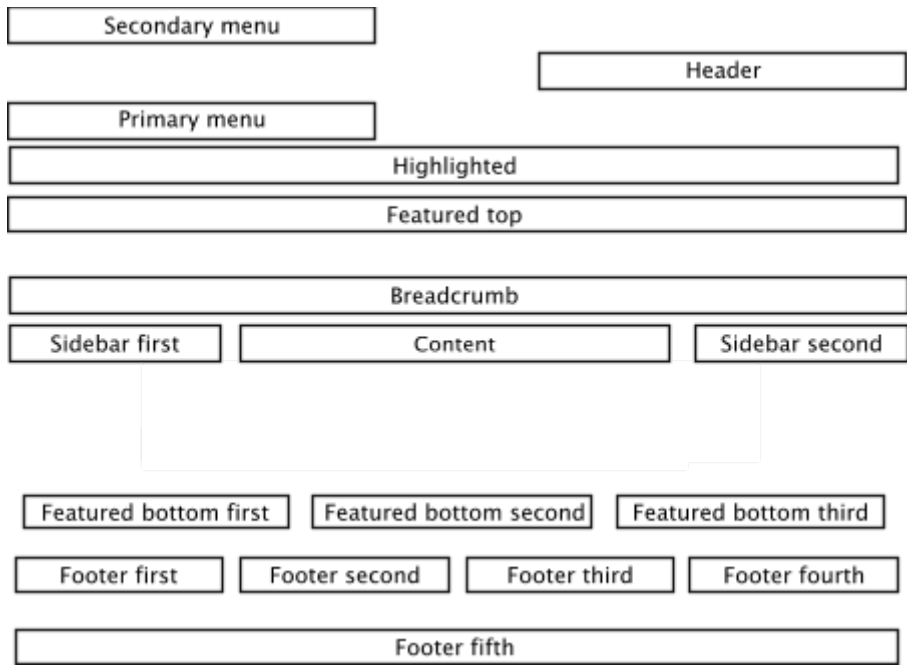 Secondary menu
Header
Primary menu
Highlighted
Featured top
Breadcrumb
Sidebar first Content Sidebar second
Featured bottom first Featured bottom second Featured bottom third
Footer first Footer second Footer third Footer fourth
Footer fifth